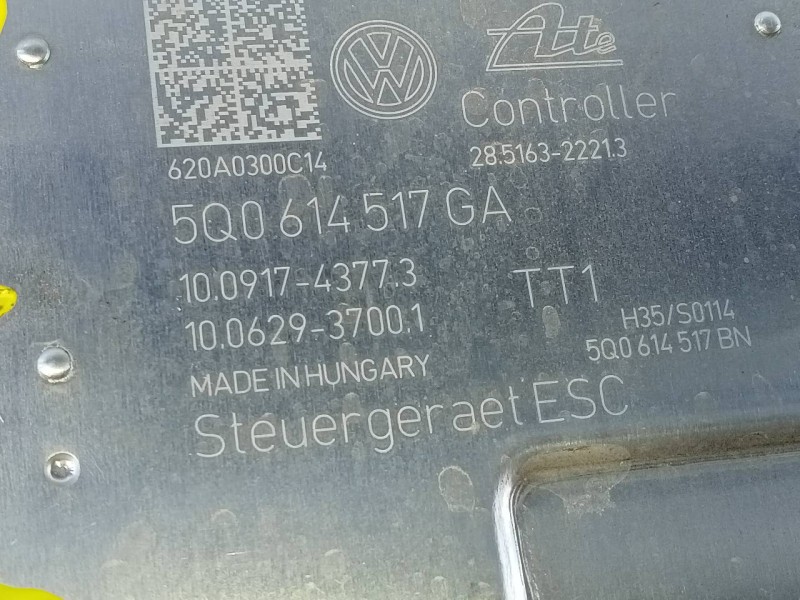 Ate
Controller
620A0300C14
28.5163-2221.3
5Q0 614 517 GA
10.0917-4377.3
TT1
10.0629-3700.1
H35/S0114
5Q0 614 517 BN
MADE IN HUNGARY
Steuergeraet ESC